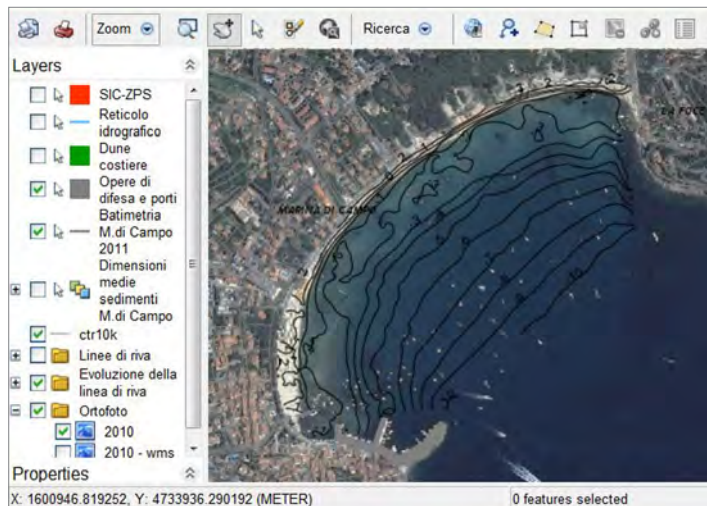 Zoom
Ricerca
Layers
SIC-ZPS
Reticolo
idrografico
Dune
costiere
Opere di
difesa e porti
Batimetria
M.di Campo
2011
Dimensioni
medie
sedimenti
M.di Campo
ctr10k
Linee di riva
Evoluzione della
linea di riva
Ortofoto
2010
2010 - wms
Properties
MARINA DI CAMPO
LA FOCE
X: 1600946.819252, Y: 4733936.290192 (METER)
0 features selected